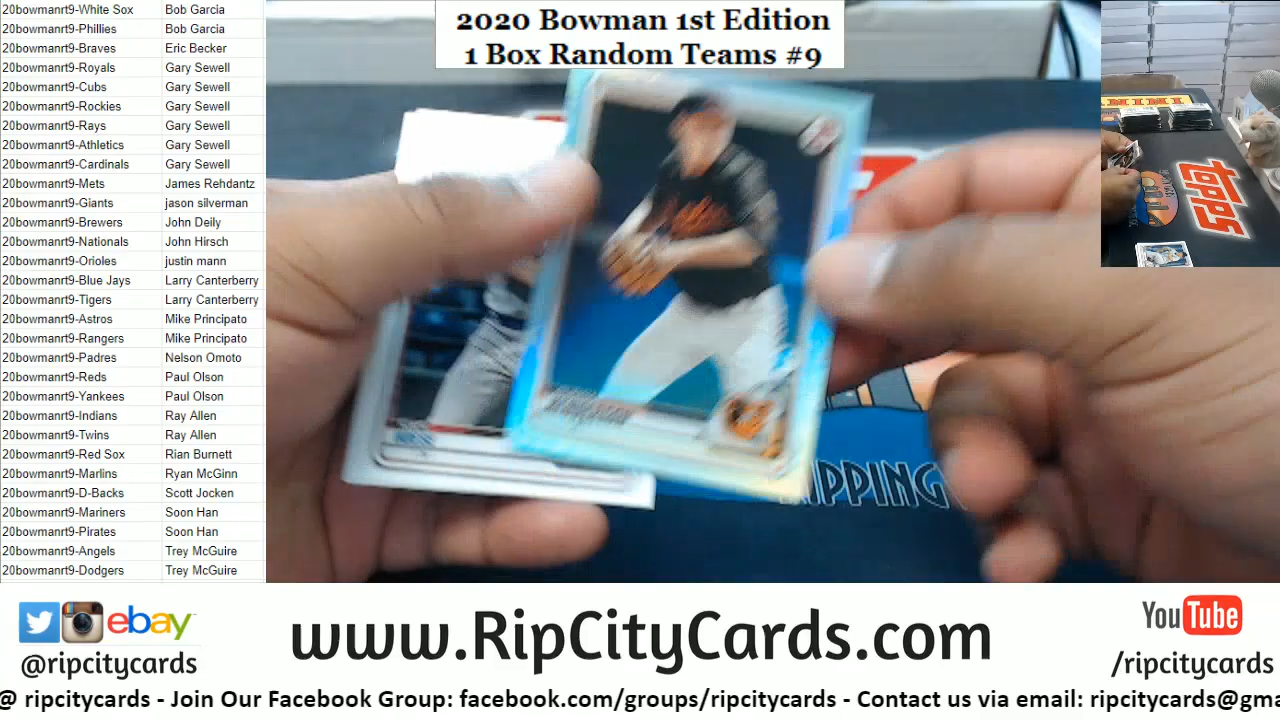 2020 Bowman 1st Edition
1 Box Random Teams #9
20bowmanrt9-White Sox Bob Garcia
20bowmanrt9-Phillies Bob Garcia
20bowmanrt9-Braves Eric Becker
20bowmanrt9-Royals Gary Sewell
20bowmanrt9-Cubs Gary Sewell
20bowmanrt9-Rockies Gary Sewell
20bowmanrt9-Rays Gary Sewell
20bowmanrt9-Athletics Gary Sewell
20bowmanrt9-Cardinals Gary Sewell
20bowmanrt9-Mets James Rehdantz
20bowmanrt9-Giants jason silverman
20bowmanrt9-Brewers John Deily
20bowmanrt9-Nationals John Hirsch
20bowmanrt9-Orioles justin mann
20bowmanrt9-Blue Jays Larry Canterberry
20bowmanrt9-Tigers Larry Canterberry
20bowmanrt9-Astros Mike Principato
20bowmanrt9-Rangers Mike Principato
20bowmanrt9-Padres Nelson Omoto
20bowmanrt9-Reds Paul Olson
20bowmanrt9-Yankees Paul Olson
20bowmanrt9-Indians Ray Allen
20bowmanrt9-Twins Ray Allen
20bowmanrt9-Red Sox Rian Burnett
20bowmanrt9-Marlins Ryan McGinn
20bowmanrt9-D-Backs Scott Jocken
20bowmanrt9-Mariners Soon Han
20bowmanrt9-Pirates Soon Han
20bowmanrt9-Angels Trey McGuire
20bowmanrt9-Dodgers Trey McGuire
topps
IPPING
ebay
@ripcitycards
www.RipCityCards.com
YouTube
/ripcitycards
@ ripcitycards - Join Our Facebook Group: facebook.com/groups/ripcitycards - Contact us via email: ripcitycards@gma